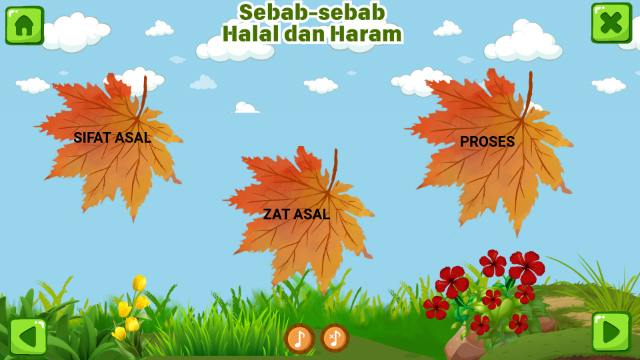 Sebab-sebab
Halal dan Haram
SIFAT ASAL
PROSES
ZAT ASAL